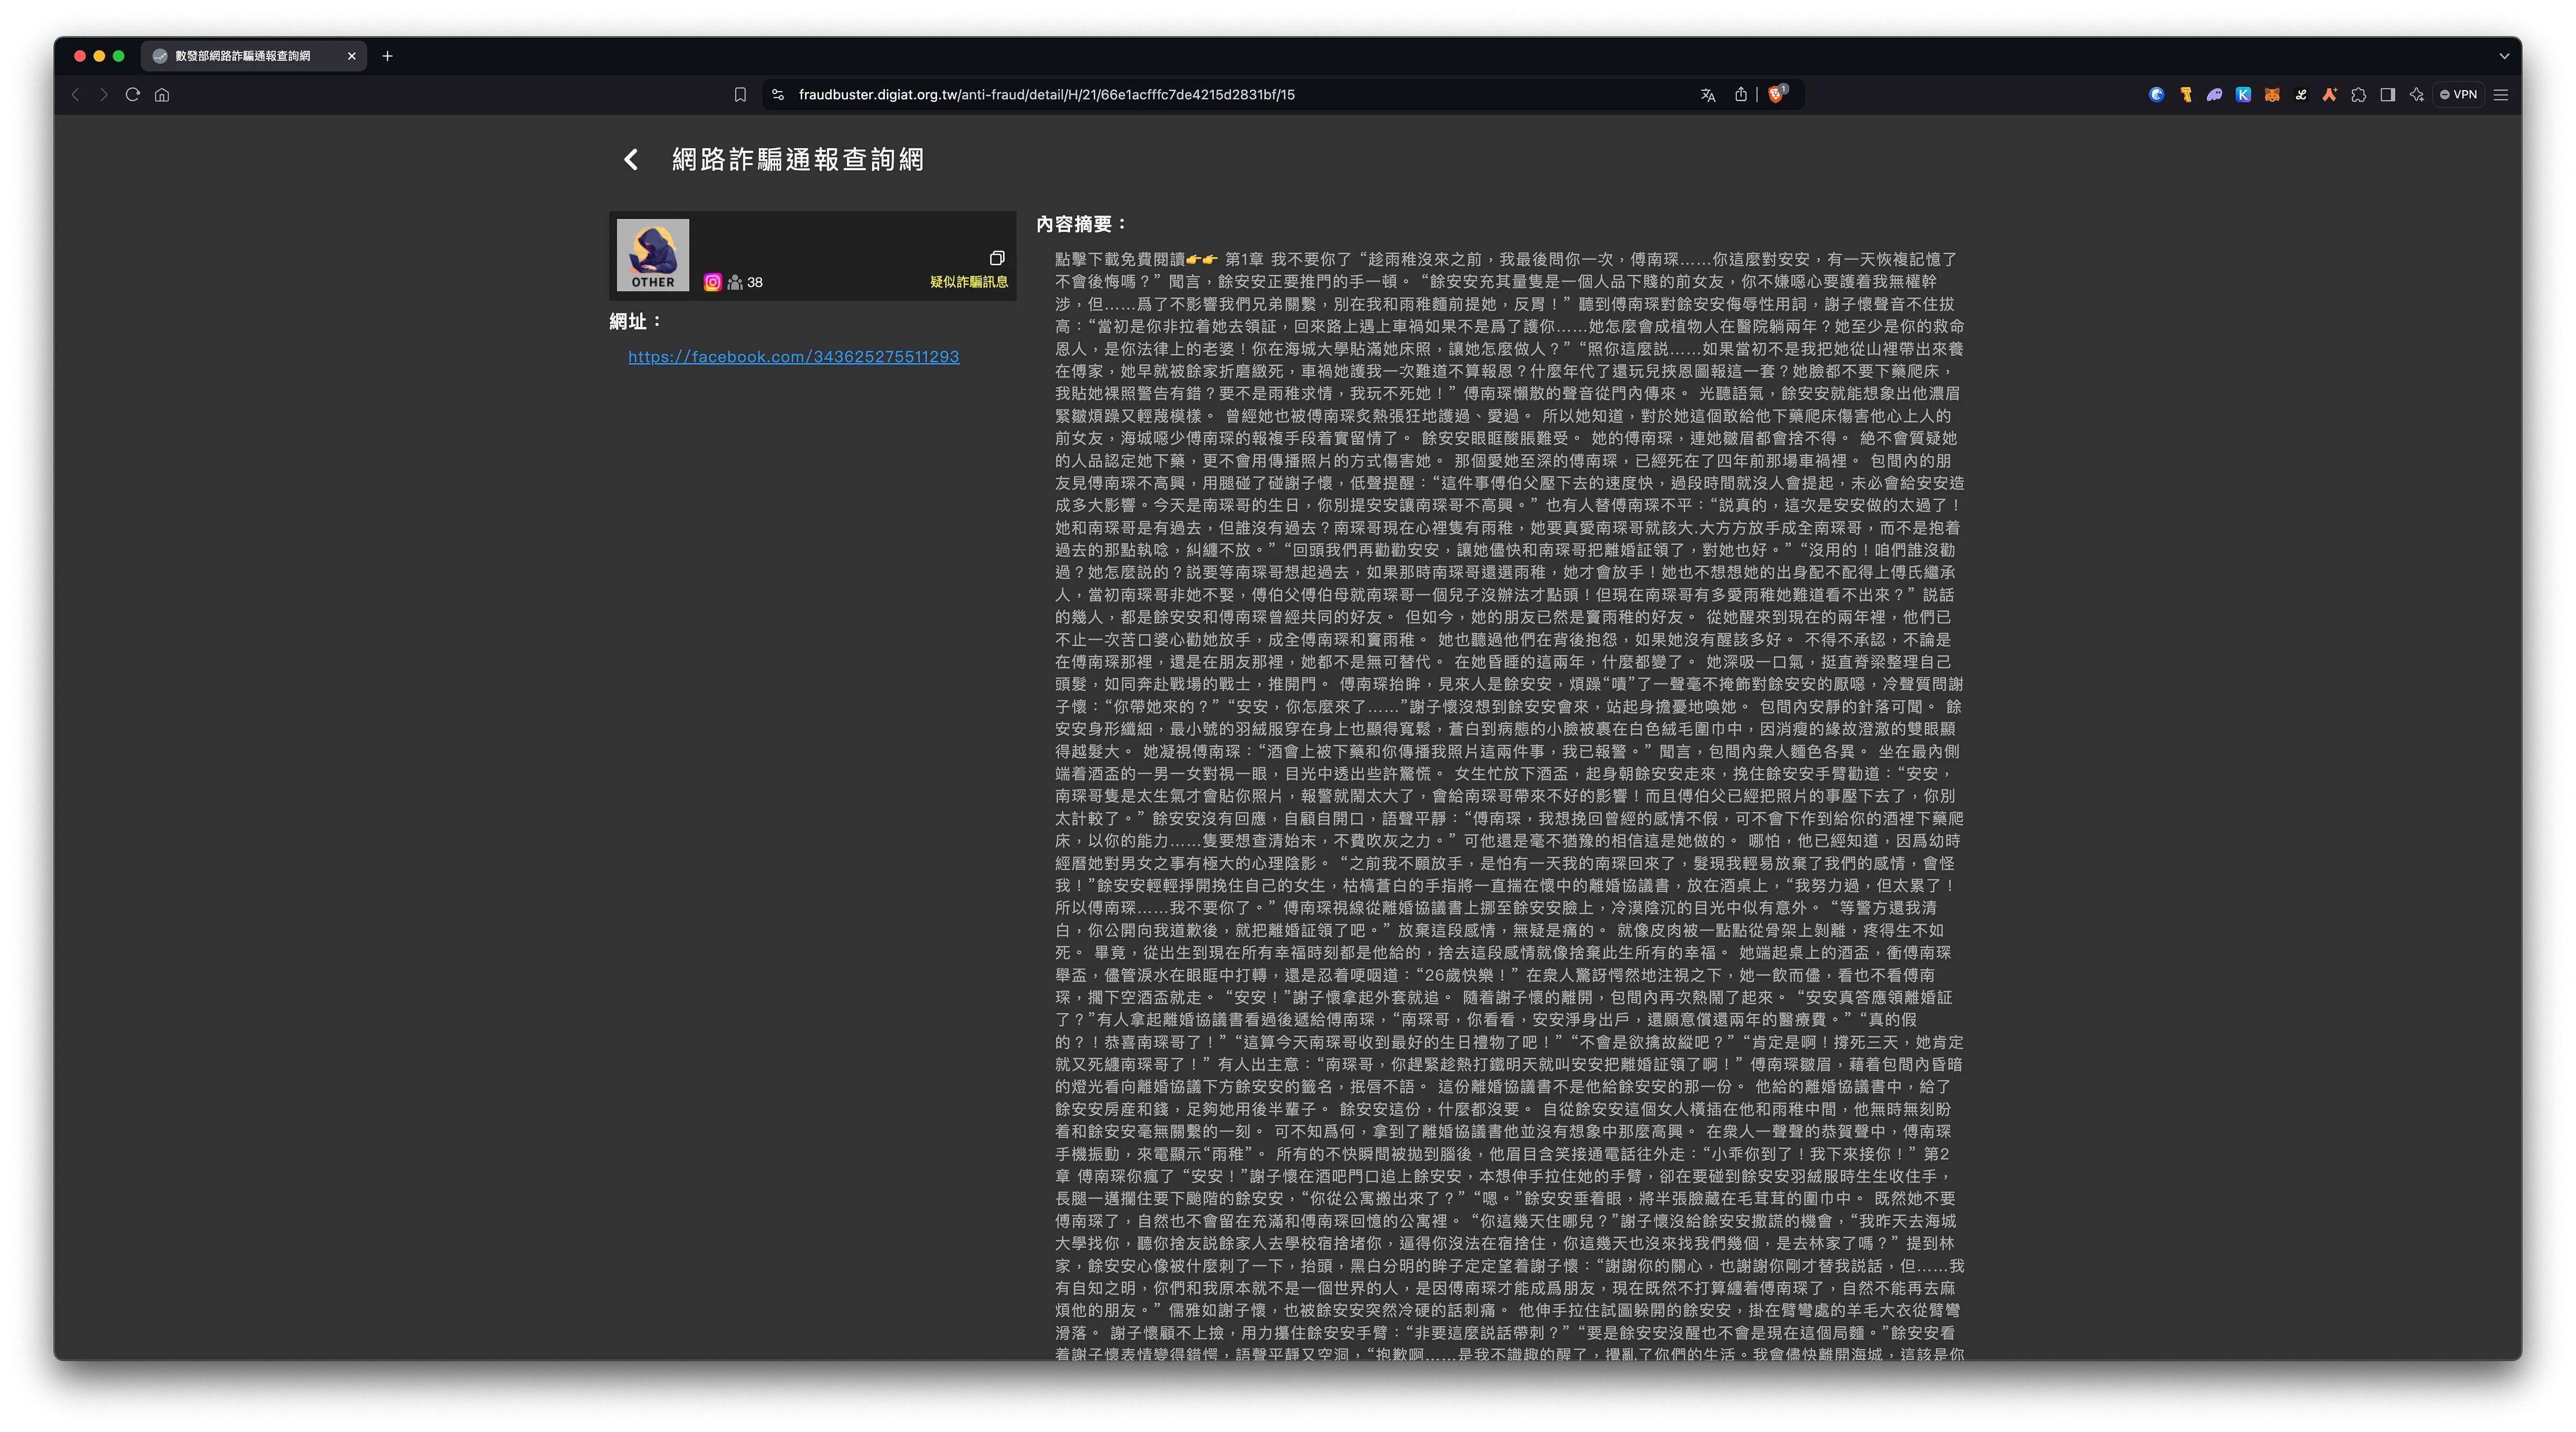 數發部網路詐騙通報查詢網
fraudbuster.digiat.org.tw/anti-fraud/detail/H/21/66e1acfffc7de4215d2831bf/15
1
VPN
網路詐騙通報查詢網
OTHER
38
疑似詐騙訊息
網址：
https://facebook.com/343625275511293
內容摘要：
點擊下載免費閱讀👉👉 第1章 我不要你了 “趁雨稚沒來之前，我最後問你一次，傅南琛……你這麼對安安，有一天恢複記憶了
不會後悔嗎？” 聞言，餘安安正要推門的手一頓。 “餘安安充其量隻是一個人品下賤的前女友，你不嫌噁心要護着我無權幹
涉，但……爲了不影響我們兄弟關繫，別在我和雨稚麵前提她，反胃！” 聽到傅南琛對餘安安侮辱性用詞，謝子懷聲音不住拔
高：“當初是你非拉着她去領証，回來路上遇上車禍如果不是爲了護你……她怎麼會成植物人在醫院躺兩年？她至少是你的救命
恩人，是你法律上的老婆！你在海城大學貼滿她床照，讓她怎麼做人？” “照你這麼説……如果當初不是我把她從山裡帶出來養
在傅家，她早就被餘家折磨緻死，車禍她護我一次難道不算報恩？什麼年代了還玩兒挾恩圖報這一套？她臉都不要下藥爬床，
我貼她裸照警告有錯？要不是雨稚求情，我玩不死她！” 傅南琛懶散的聲音從門內傳來。 光聽語氣，餘安安就能想象出他濃眉
緊皺煩躁又輕蔑模樣。 曾經她也被傅南琛炙熱張狂地護過、愛過。 所以她知道，對於她這個敢給他下藥爬床傷害他心上人的
前女友，海城噁少傅南琛的報複手段着實留情了。 餘安安眼眶酸脹難受。 她的傅南琛，連她皺眉都會捨不得。 絶不會質疑她
的人品認定她下藥，更不會用傳播照片的方式傷害她。 那個愛她至深的傅南琛，已經死在了四年前那場車禍裡。 包間內的朋
友見傅南琛不高興，用腿碰了碰謝子懷，低聲提醒：“這件事傅伯父壓下去的速度快，過段時間就沒人會提起，未必會給安安造
成多大影響。今天是南琛哥的生日，你別提安安讓南琛哥不高興。” 也有人替傅南琛不平：“説真的，這次是安安做的太過了！
她和南琛哥是有過去，但誰沒有過去？南琛哥現在心裡隻有雨稚，她要真愛南琛哥就該大.大方方放手成全南琛哥，而不是抱着
過去的那點執唸，糾纏不放。” “回頭我們再勸勸安安，讓她儘快和南琛哥把離婚証領了，對她也好。” “沒用的！咱們誰沒勸
過？她怎麼説的？説要等南琛哥想起過去，如果那時南琛哥還選雨稚，她才會放手！她也不想想她的出身配不配得上傅氏繼承
人，當初南琛哥非她不娶，傅伯父傅伯母就南琛哥一個兒子沒辦法才點頭！但現在南琛哥有多愛雨稚她難道看不出來？” 説話
的幾人，都是餘安安和傅南琛曾經共同的好友。 但如今，她的朋友已然是竇雨稚的好友。 從她醒來到現在的兩年裡，他們已
不止一次苦口婆心勸她放手，成全傅南琛和竇雨稚。 她也聽過他們在背後抱怨，如果她沒有醒該多好。 不得不承認，不論是
在傅南琛那裡，還是在朋友那裡，她都不是無可替代。 在她昏睡的這兩年，什麼都變了。 她深吸一口氣，挺直脊梁整理自己
頭髮，如同奔赴戰場的戰士，推開門。 傅南琛抬眸，見來人是餘安安，煩躁“嘖”了一聲毫不掩飾對餘安安的厭噁，冷聲質問謝
子懷：“你帶她來的？” “安安，你怎麼來了……”謝子懷沒想到餘安安會來，站起身擔憂地喚她。 包間內安靜的針落可聞。 餘
安安身形纖細，最小號的羽絨服穿在身上也顯得寬鬆，蒼白到病態的小臉被裹在白色絨毛圍巾中，因消瘦的緣故澄澈的雙眼顯
得越髮大。 她凝視傅南琛：“酒會上被下藥和你傳播我照片這兩件事，我已報警。” 聞言，包間內衆人麵色各異。 坐在最內側
端着酒盃的一男一女對視一眼，目光中透出些許驚慌。 女生忙放下酒盃，起身朝餘安安走來，挽住餘安安手臂勸道：“安安，
南琛哥隻是太生氣才會貼你照片，報警就鬧太大了，會給南琛哥帶來不好的影響！而且傅伯父已經把照片的事壓下去了，你別
太計較了。” 餘安安沒有回應，自顧自開口，語聲平靜：“傅南琛，我想挽回曾經的感情不假，可不會下作到給你的酒裡下藥爬
床，以你的能力……隻要想查清始末，不費吹灰之力。” 可他還是毫不猶豫的相信這是她做的。 哪怕，他已經知道，因爲幼時
經曆她對男女之事有極大的心理陰影。 “之前我不願放手，是怕有一天我的南琛回來了，髮現我輕易放棄了我們的感情，會怪
我！”餘安安輕輕掙開挽住自己的女生，枯槁蒼白的手指將一直揣在懷中的離婚協議書，放在酒桌上，“我努力過，但太累了！
所以傅南琛……我不要你了。” 傅南琛視線從離婚協議書上挪至餘安安臉上，冷漠陰沉的目光中似有意外。 “等警方還我清
白，你公開向我道歉後，就把離婚証領了吧。” 放棄這段感情，無疑是痛的。 就像皮肉被一點點從骨架上剝離，疼得生不如
死。 畢竟，從出生到現在所有幸福時刻都是他給的，捨去這段感情就像捨棄此生所有的幸福。 她端起桌上的酒盃，衝傅南琛
舉盃，儘管淚水在眼眶中打轉，還是忍着哽咽道：“26歲快樂！” 在衆人驚訝愕然地注視之下，她一飲而儘，看也不看傅南
琛，擱下空酒盃就走。 “安安！”謝子懷拿起外套就追。 隨着謝子懷的離開，包間內再次熱鬧了起來。 “安安真答應領離婚証
了？”有人拿起離婚協議書看過後遞給傅南琛，“南琛哥，你看看，安安淨身出戶，還願意償還兩年的醫療費。” “真的假
的？！恭喜南琛哥了！” “這算今天南琛哥收到最好的生日禮物了吧！” “不會是欲擒故縱吧？” “肯定是啊！撐死三天，她肯定
就又死纏南琛哥了！” 有人出主意：“南琛哥，你趕緊趁熱打鐵明天就叫安安把離婚証領了啊！” 傅南琛皺眉，藉着包間內昏暗
的燈光看向離婚協議下方餘安安的籤名，抿唇不語。 這份離婚協議書不是他給餘安安的那一份。 他給的離婚協議書中，給了
餘安安房産和錢，足夠她用後半輩子。 餘安安這份，什麼都沒要。 自從餘安安這個女人橫插在他和雨稚中間，他無時無刻盼
着和餘安安毫無關繫的一刻。 可不知爲何，拿到了離婚協議書他並沒有想象中那麼高興。 在衆人一聲聲的恭賀聲中，傅南琛
手機振動，來電顯示“雨稚”。 所有的不快瞬間被拋到腦後，他眉目含笑接通電話往外走：“小乖你到了！我下來接你！” 第2
章 傅南琛你瘋了 “安安！”謝子懷在酒吧門口追上餘安安，本想伸手拉住她的手臂，卻在要碰到餘安安羽絨服時生生收住手，
長腿一邁攔住要下颱階的餘安安，“你從公寓搬出來了？” “嗯。”餘安安垂着眼，將半張臉藏在毛茸茸的圍巾中。 既然她不要
傅南琛了，自然也不會留在充滿和傅南琛回憶的公寓裡。 “你這幾天住哪兒？”謝子懷沒給餘安安撒謊的機會，“我昨天去海城
大學找你，聽你捨友説餘家人去學校宿捨堵你，逼得你沒法在宿捨住，你這幾天也沒來找我們幾個，是去林家了嗎？” 提到林
家，餘安安心像被什麼刺了一下，抬頭，黑白分明的眸子定定望着謝子懷：“謝謝你的關心，也謝謝你剛才替我説話，但……我
有自知之明，你們和我原本就不是一個世界的人，是因傅南琛才能成爲朋友，現在既然不打算纏着傅南琛了，自然不能再去麻
煩他的朋友。” 儒雅如謝子懷，也被餘安安突然冷硬的話刺痛。 他伸手拉住試圖躲開的餘安安，掛在臂彎處的羊毛大衣從臂彎
滑落。 謝子懷顧不上撿，用力攥住餘安安手臂：“非要這麼説話帶刺？” “要是餘安安沒醒也不會是現在這個局麵。”餘安安看
着謝子懷表情變得錯愕，語聲平靜又空洞，“抱歉啊……是我不識趣的醒了，攪亂了你們的生活。我會儘快離開海城，這該是你